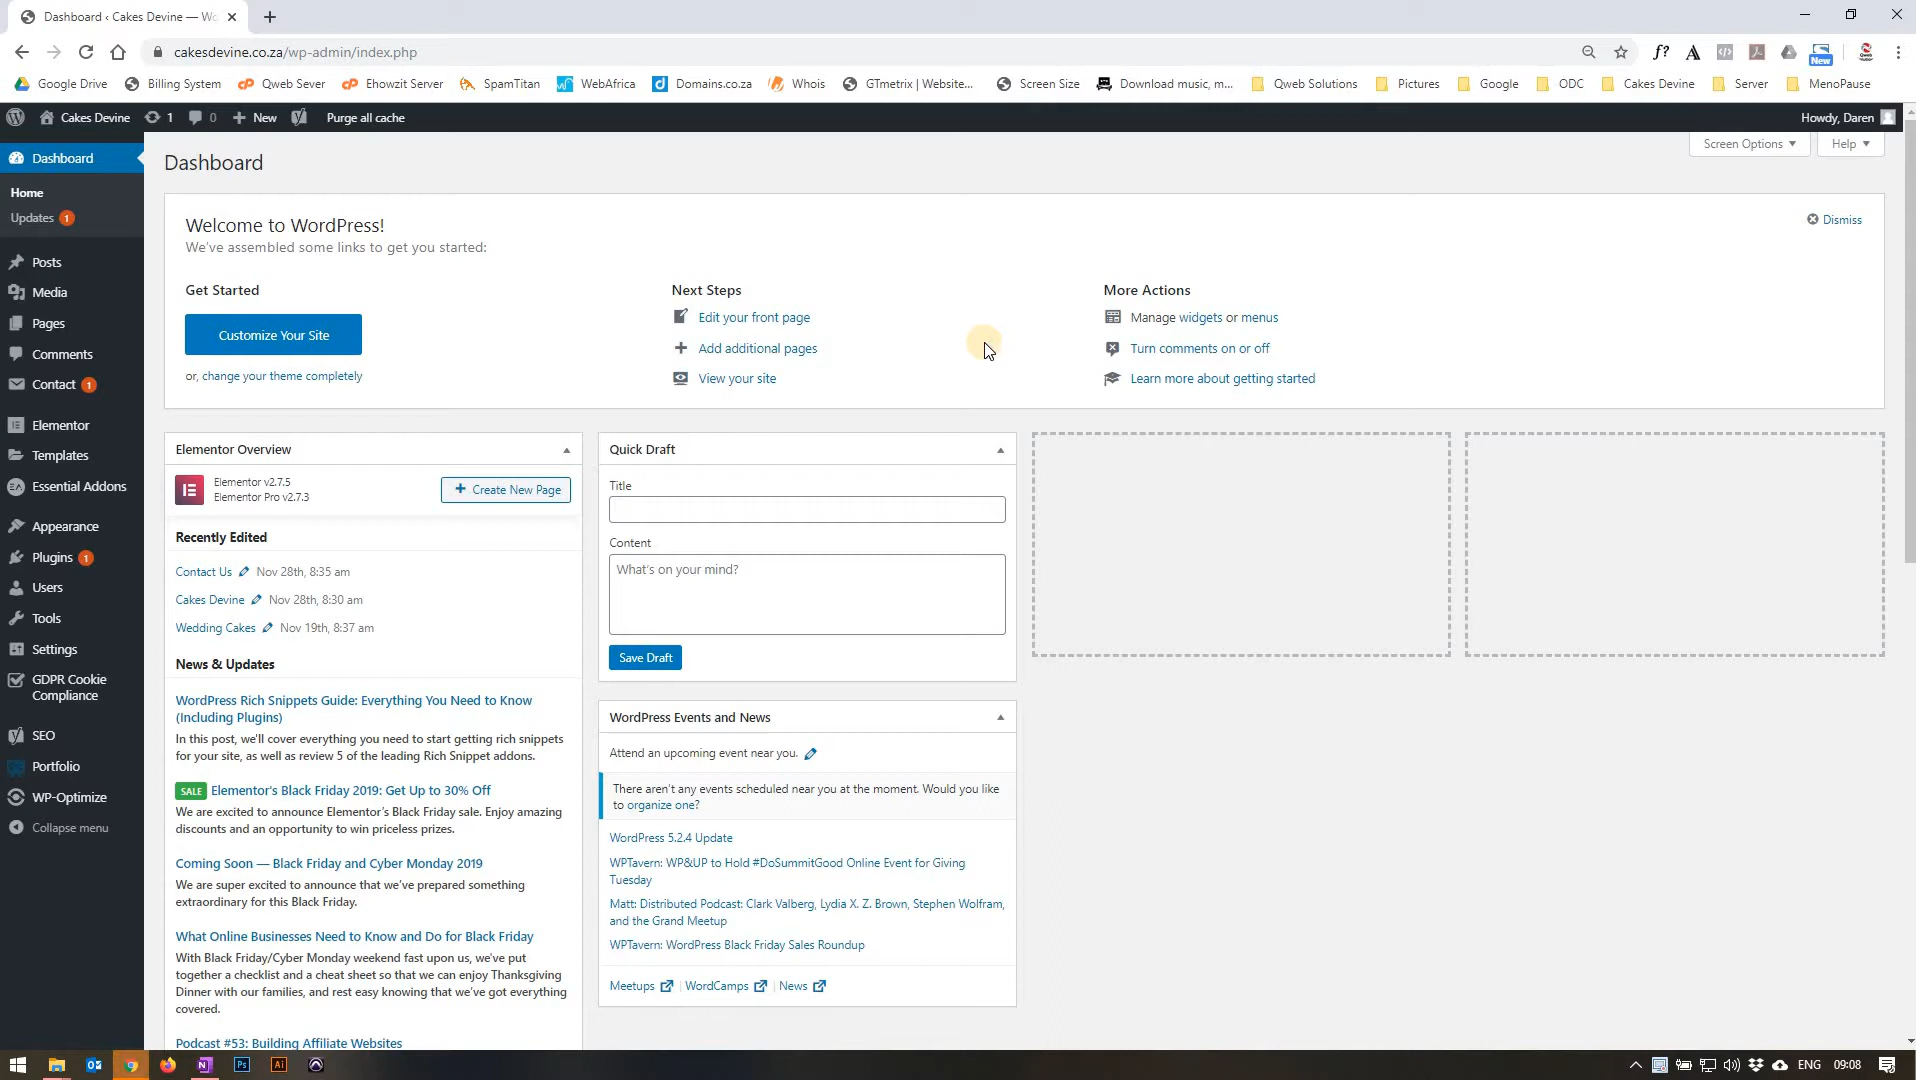 Dashboard ‹ Cakes Devine — Wo
cakesdevine.co.za/wp-admin/index.php
New
Google Drive
Billing System
Qweb Sever
Ehowzit Server
SpamTitan
WebAfrica
Domains.co.za
Whois
GTmetrix | Website...
Screen Size
Download music, m...
Qweb Solutions
Pictures
Google
ODC
Cakes Devine
Server
MenoPause
Cakes Devine
1
0
New
Purge all cache
Howdy, Daren
Screen Options
Help
Dashboard
Home
Updates 1
Posts
Media
Pages
Comments
Contact 1
Elementor
Templates
Essential Addons
Appearance
Plugins 1
Users
Tools
Settings
GDPR Cookie
Compliance
SEO
Portfolio
WP-Optimize
Collapse menu
Dashboard
Welcome to WordPress!
We've assembled some links to get you started:
Dismiss
Get Started
Customize Your Site
or, change your theme completely
Next Steps
Edit your front page
Add additional pages
View your site
More Actions
Manage widgets or menus
Turn comments on or off
Learn more about getting started
Elementor Overview
Elementor v2.7.5
Elementor Pro v2.7.3
Create New Page
Recently Edited
Contact Us Nov 28th, 8:35 am
Cakes Devine Nov 28th, 8:30 am
Wedding Cakes Nov 19th, 8:37 am
News & Updates
WordPress Rich Snippets Guide: Everything You Need to Know
(Including Plugins)
In this post, we'll cover everything you need to start getting rich snippets
for your site, as well as review 5 of the leading Rich Snippet addons.
SALE Elementor's Black Friday 2019: Get Up to 30% Off
We are excited to announce Elementor's Black Friday sale. Enjoy amazing
discounts and an opportunity to win priceless prizes.
Coming Soon — Black Friday and Cyber Monday 2019
We are super excited to announce that we've prepared something
extraordinary for this Black Friday.
What Online Businesses Need to Know and Do for Black Friday
With Black Friday/Cyber Monday weekend fast upon us, we've put
together a checklist and a cheat sheet so that we can enjoy Thanksgiving
Dinner with our families, and rest easy knowing that we've got everything
covered.
Podcast #53: Building Affiliate Websites
Quick Draft
Title
Content
What's on your mind?
Save Draft
WordPress Events and News
Attend an upcoming event near you.
There aren't any events scheduled near you at the moment. Would you like
to organize one?
WordPress 5.2.4 Update
WPTavern: WP&UP to Hold #DoSummitGood Online Event for Giving
Tuesday
Matt: Distributed Podcast: Clark Valberg, Lydia X. Z. Brown, Stephen Wolfram,
and the Grand Meetup
WPTavern: WordPress Black Friday Sales Roundup
Meetups | WordCamps | News
ENG
09:08